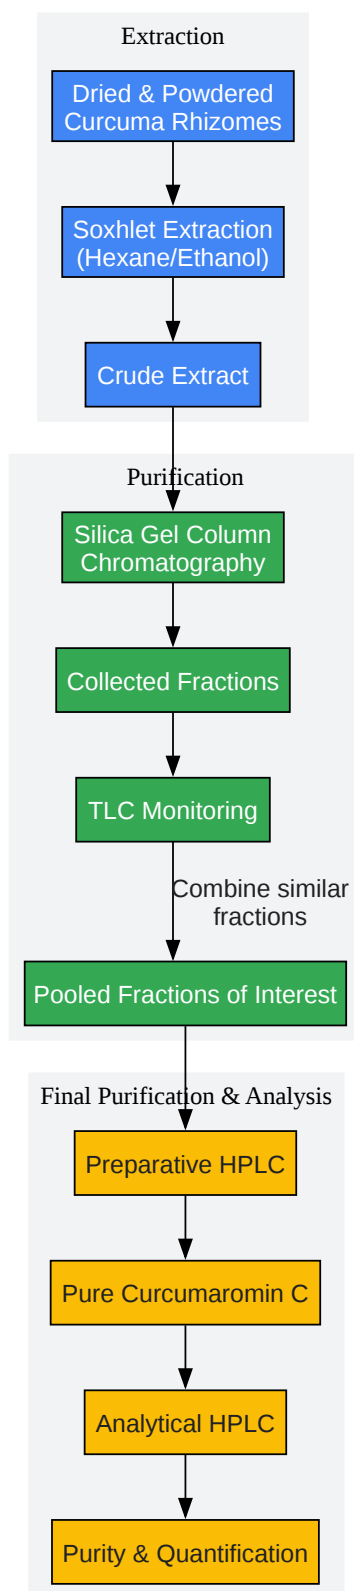 Extraction
Dried & Powdered
Curcuma Rhizomes
Soxhlet Extraction
(Hexane/Ethanol)
Crude Extract
Purification
Silica Gel Column
Chromatography
Collected Fractions
TLC Monitoring
Combine similar
fractions
Pooled Fractions of Interest
Final Purification & Analysis
Preparative HPLC
Pure Curcumaromin C
Analytical HPLC
Purity & Quantification